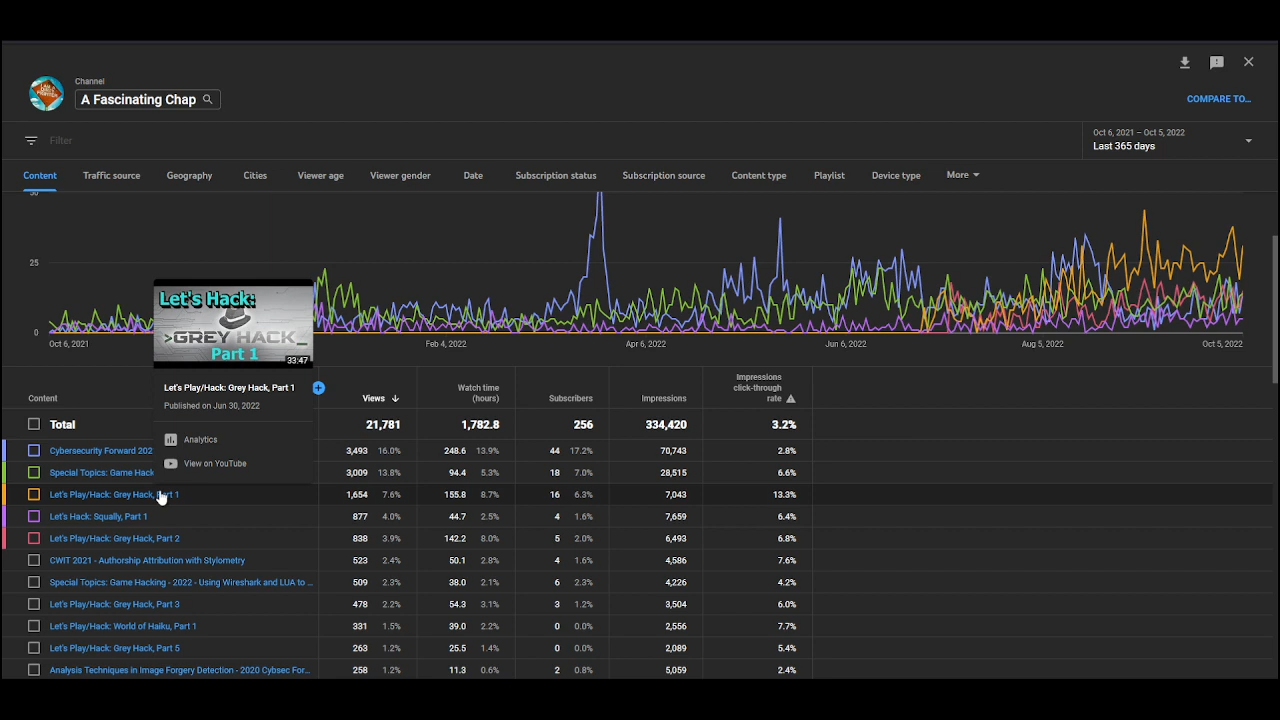 Channel
A Fascinating Chap
COMPARE TO...
Filter
Oct 6, 2021 – Oct 5, 2022
Last 365 days
Content Traffic source Geography Cities Viewer age Viewer gender Date Subscription status Subscription source Content type Playlist Device type More
50
25
0
Oct 6, 2021 Feb 4, 2022 Apr 6, 2022 Jun 6, 2022 Aug 5, 2022 Oct 5, 2022
Let's Hack:
>GREY HACK_
Part 1
33:47
Let's Play/Hack: Grey Hack, Part 1
Published on Jun 30, 2022
Analytics
View on YouTube
Content Views Watch time (hours) Subscribers Impressions Impressions click-through rate
Total 21,781 1,782.8 256 334,420 3.2%
Cybersecurity Forward 202 3,493 16.0% 248.6 13.9% 44 17.2% 70,743 2.8%
Special Topics: Game Hack 3,009 13.8% 94.4 5.3% 18 7.0% 28,515 6.6%
Let's Play/Hack: Grey Hack, Part 1 1,654 7.6% 155.8 8.7% 16 6.3% 7,043 13.3%
Let's Hack: Squally, Part 1 877 4.0% 44.7 2.5% 4 1.6% 7,659 6.4%
Let's Play/Hack: Grey Hack, Part 2 838 3.9% 142.2 8.0% 5 2.0% 6,493 6.8%
CWIT 2021 - Authorship Attribution with Stylometry 523 2.4% 50.1 2.8% 4 1.6% 4,586 7.6%
Special Topics: Game Hacking - 2022 - Using Wireshark and LUA to ... 509 2.3% 38.0 2.1% 6 2.3% 4,226 4.2%
Let's Play/Hack: Grey Hack, Part 3 478 2.2% 54.3 3.1% 3 1.2% 3,504 6.0%
Let's Play/Hack: World of Haiku, Part 1 331 1.5% 39.0 2.2% 0 0.0% 2,556 7.7%
Let's Play/Hack: Grey Hack, Part 5 263 1.2% 25.5 1.4% 0 0.0% 2,089 5.4%
Analysis Techniques in Image Forgery Detection - 2020 Cybsec For... 258 1.2% 11.3 0.6% 2 0.8% 5,059 2.4%